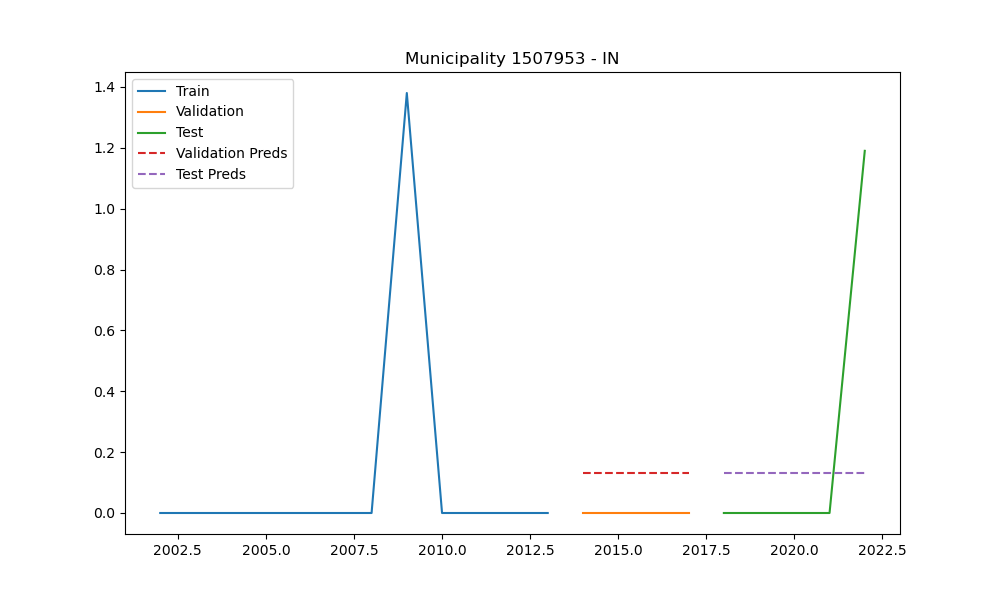 Municipality 1507953 - IN
Train
Validation
Test
Validation Preds
Test Preds
1.4
1.2
1.0
0.8
0.6
0.4
0.2
0.0
2002.5 2005.0 2007.5 2010.0 2012.5 2015.0 2017.5 2020.0 2022.5